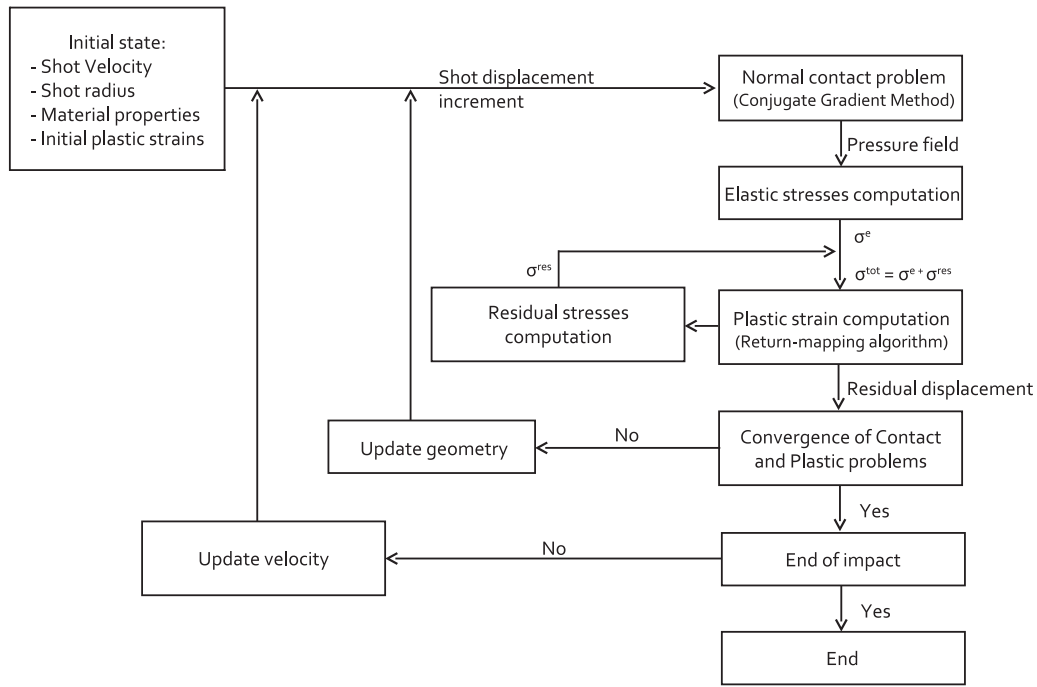 Initial state:
- Shot Velocity
- Shot radius
- Material properties
- Initial plastic strains
Shot displacement
increment
Normal contact problem
(Conjugate Gradient Method)
Pressure field
Elastic stresses computation
σᵉ
σʳᵉˢ
σᵗᵒᵗ = σᵉ ⁺ σʳᵉˢ
Residual stresses
computation
Plastic strain computation
(Return-mapping algorithm)
Residual displacement
Update geometry
No
Convergence of Contact
and Plastic problems
Yes
Update velocity
No
End of impact
Yes
End